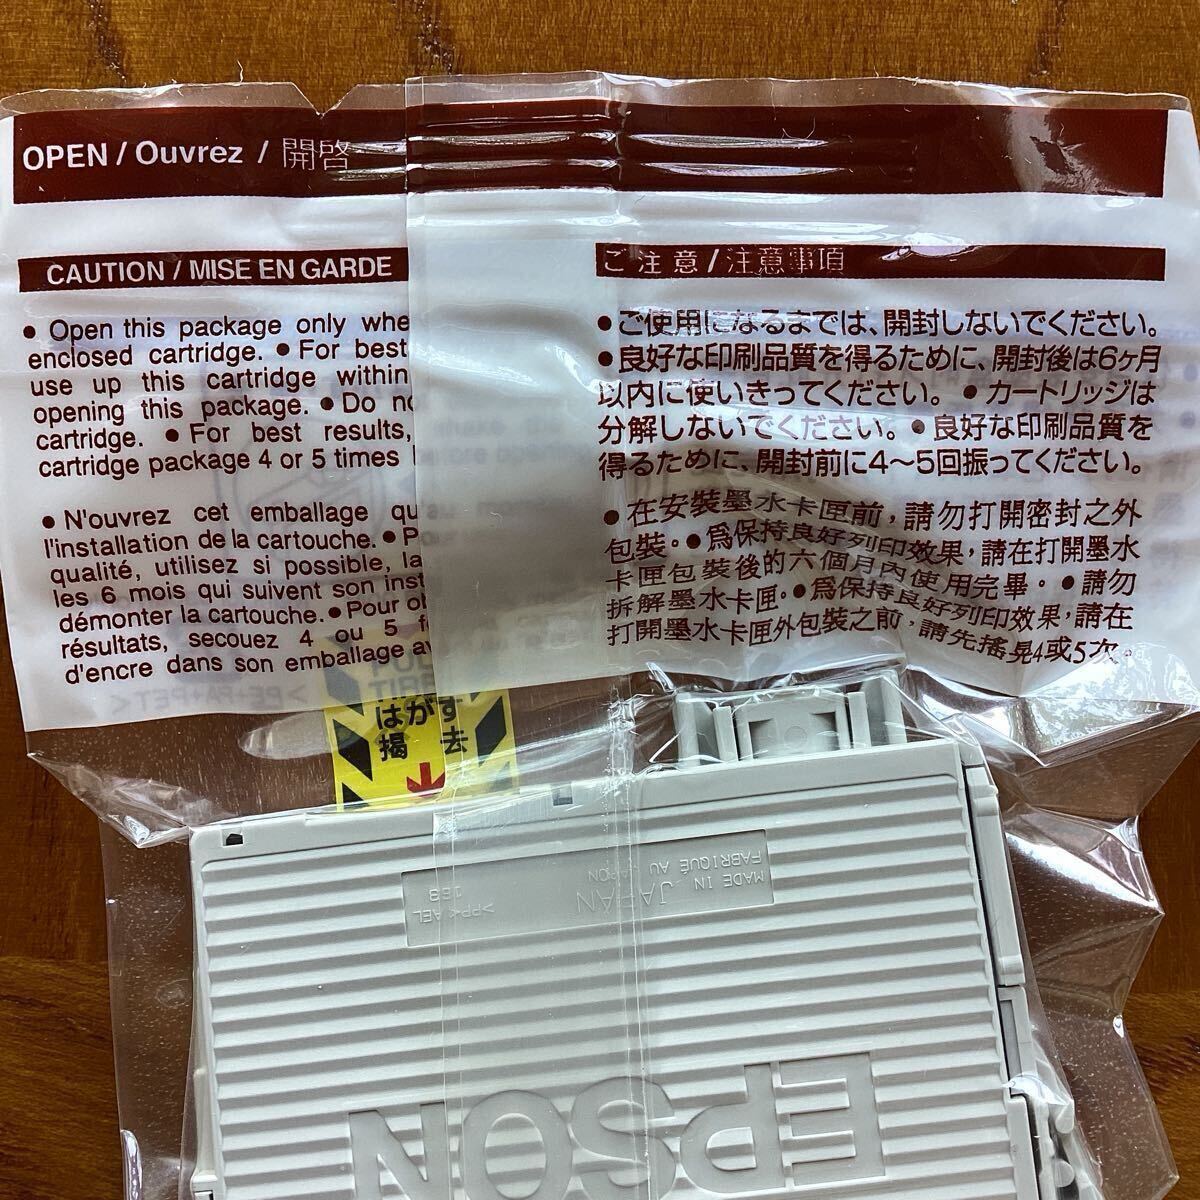 OPEN / Ouvrez / 開啓
CAUTION / MISE EN GARDE
● Open this package only whe
enclosed cartridge. ● For best
use up this cartridge within
opening this package. ● Do no
cartridge. ● For best results,
cartridge package 4 or 5 times
● N'ouvrez cet emballage qu
l'installation de la cartouche. ● P
qualité, utilisez si possible, la
les 6 mois qui suivent son inst
démonter la cartouche. ● Pour ob
résultats, secouez 4 ou 5 f
d'encre dans son emballage av
ご注意/注意事項
●ご使用になるまでは、開封しないでください。
●良好な印刷品質を得るために、開封後は6ヶ月
以内に使いきってください。 ●カートリッジは
分解しないでください。 ●良好な印刷品質を
得るために、開封前に4〜5回振ってください。
●在安裝墨水卡匣前，請勿打開密封之外
包裝。●為保持良好列印效果，請在打開墨水
卡匣包裝後的六個月內使用完畢。 ●請勿
拆解墨水卡匣。●為保持良好列印效果，請在
打開墨水卡匣外包裝之前，請先搖晃4或5次。
>PE+PA+PET<
はがす
揭去
MADE IN JAPAN
FABRIQUÉ AU JAPON
>PP< AEL
168
EPSON